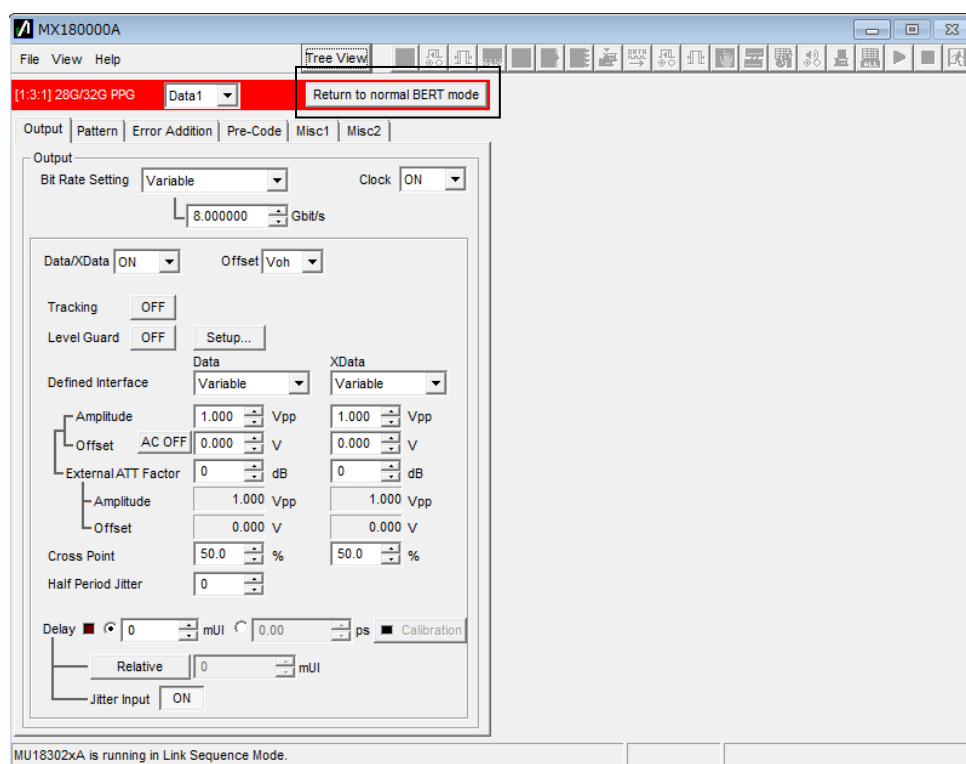 MX180000A
File View Help Tree View
[1:3:1] 28G/32G PPG Data1 Return to normal BERT mode
Output Pattern Error Addition Pre-Code Misc1 Misc2
Output
Bit Rate Setting Variable Clock ON
8.000000 Gbit/s
Data/XData ON Offset Voh
Tracking OFF
Level Guard OFF Setup...
Data XData
Defined Interface Variable Variable
Amplitude 1.000 Vpp 1.000 Vpp
Offset AC OFF 0.000 V 0.000 V
External ATT Factor 0 dB 0 dB
Amplitude 1.000 Vpp 1.000 Vpp
Offset 0.000 V 0.000 V
Cross Point 50.0 % 50.0 %
Half Period Jitter 0
Delay 0 mUI 0.00 ps Calibration
Relative 0 mUI
Jitter Input ON
MU18302xA is running in Link Sequence Mode.